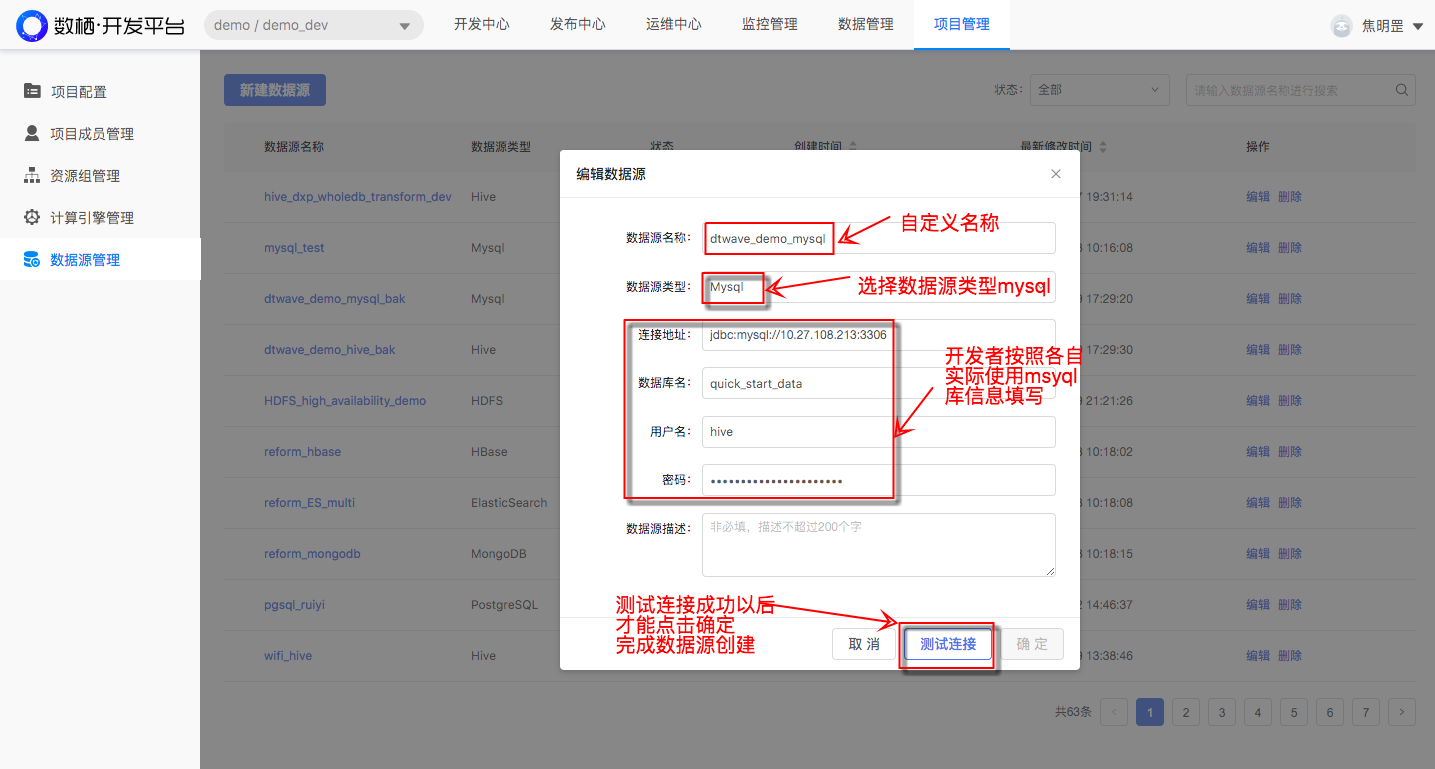 数栖·开发平台
demo / demo_dev
开发中心
发布中心
运维中心
监控管理
数据管理
项目管理
焦明罡
项目配置
项目成员管理
资源组管理
计算引擎管理
数据源管理
新建数据源
状态：
全部
请输入数据源名称进行搜索
数据源名称 数据源类型 状态 创建时间 最新修改时间 操作
hive_dxp_wholedb_transform_dev Hive 19:31:14 编辑 删除
mysql_test Mysql 10:16:08 编辑 删除
dtwave_demo_mysql_bak Mysql 17:29:20 编辑 删除
dtwave_demo_hive_bak Hive 17:29:30 编辑 删除
HDFS_high_availability_demo HDFS 21:21:26 编辑 删除
reform_hbase HBase 10:18:02 编辑 删除
reform_ES_multi ElasticSearch 10:18:08 编辑 删除
reform_mongodb MongoDB 10:18:15 编辑 删除
pgsql_ruiyi PostgreSQL 14:46:37 编辑 删除
wifi_hive Hive 13:38:46 编辑 删除
共63条 1 2 3 4 5 6 7
编辑数据源
数据源名称： dtwave_demo_mysql
自定义名称
数据源类型： Mysql
选择数据源类型mysql
连接地址： jdbc:mysql://10.27.108.213:3306
数据库名： quick_start_data
用户名： hive
密码：
开发者按照各自
实际使用msyql
库信息填写
数据源描述： 非必填，描述不超过200个字
测试连接成功以后
才能点击确定
完成数据源创建
取 消
测试连接
确 定